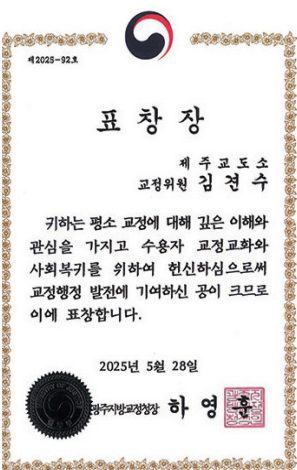 제2025-92호
표창장
제주교도소
교정위원 김견수
귀하는 평소 교정에 대해 깊은 이해와
관심을 가지고 수용자 교정교화와
사회복귀를 위하여 헌신하심으로써
교정행정 발전에 기여하신 공이 크므로
이에 표창합니다.
2025년 5월 28일
광주지방교정청장 하영훈